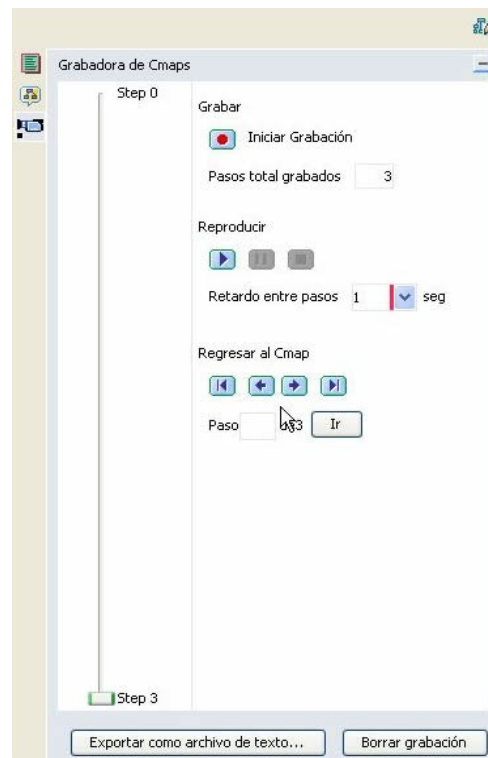 Grabadora de Cmaps
Step 0
Grabar
Iniciar Grabación
Pasos total grabados 3
Reproducir
Retardo entre pasos 1 seg
Regresar al Cmap
Paso 3 Ir
Step 3
Exportar como archivo de texto... Borrar grabación